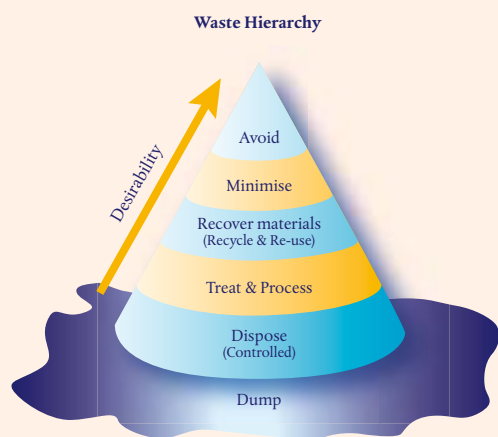 Waste Hierarchy
Desirability
Avoid
Minimise
Recover materials
(Recycle & Re-use)
Treat & Process
Dispose
(Controlled)
Dump